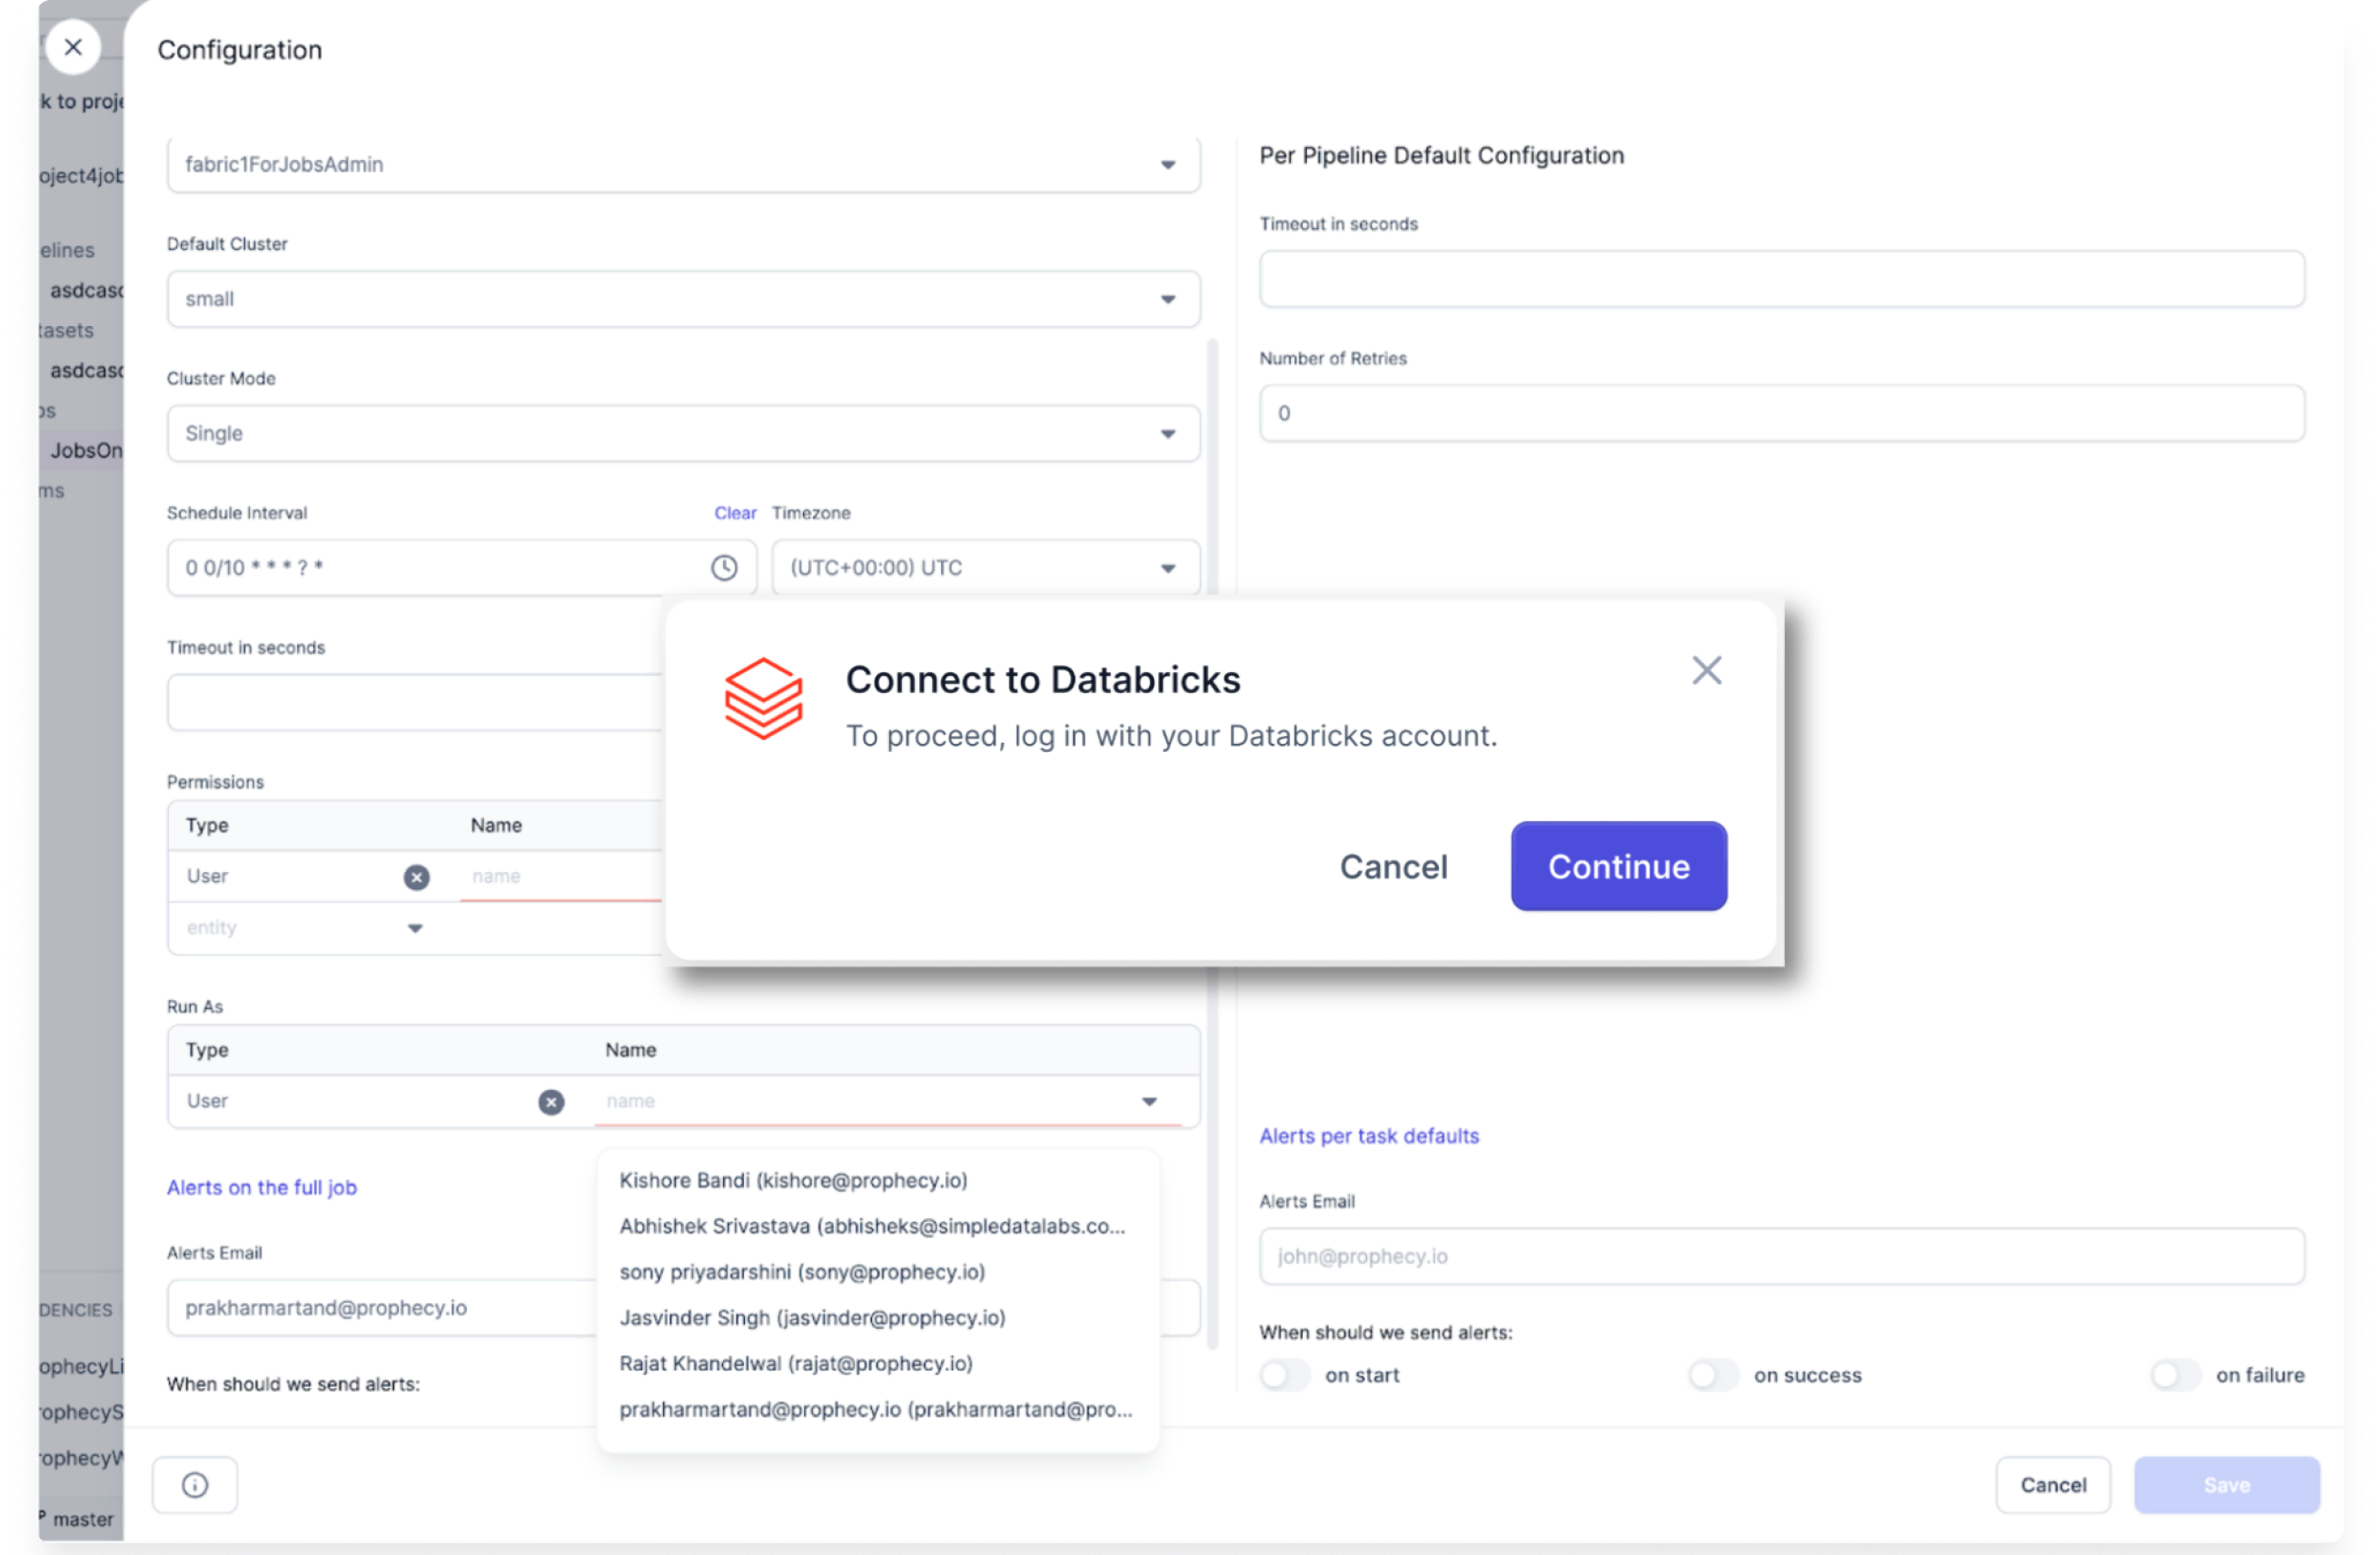 Configuration
k to proje
oject4job
elines
asdcasc
tasets
asdcasc
os
JobsOn
ms
DENCIES
ophecyLi
rophecyS
rophecyW
master
fabric1ForJobsAdmin
Default Cluster
small
Cluster Mode
Single
Schedule Interval Clear Timezone
0 0/10 * * * ? * (UTC+00:00) UTC
Timeout in seconds
Permissions
Type Name
User name
entity
Run As
Type Name
User name
Kishore Bandi (kishore@prophecy.io)
Abhishek Srivastava (abhisheks@simpledatalabs.co...
sony priyadarshini (sony@prophecy.io)
Jasvinder Singh (jasvinder@prophecy.io)
Rajat Khandelwal (rajat@prophecy.io)
prakharmartand@prophecy.io (prakharmartand@pro...
Alerts on the full job
Alerts Email
prakharmartand@prophecy.io
When should we send alerts:
Connect to Databricks
To proceed, log in with your Databricks account.
Cancel Continue
Per Pipeline Default Configuration
Timeout in seconds
Number of Retries
0
Alerts per task defaults
Alerts Email
john@prophecy.io
When should we send alerts:
on start on success on failure
Cancel Save